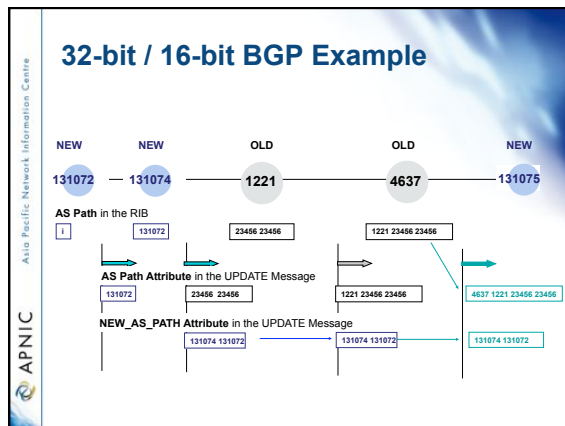 32-bit / 16-bit BGP Example
Asia Pacific Network Information Centre
APNIC
NEW NEW OLD OLD NEW
131072 131074 1221 4637 131075
AS Path in the RIB
i 131072 23456 23456 1221 23456 23456
AS Path Attribute in the UPDATE Message
131072 23456 23456 1221 23456 23456 4637 1221 23456 23456
NEW_AS_PATH Attribute in the UPDATE Message
131074 131072 131074 131072 131074 131072